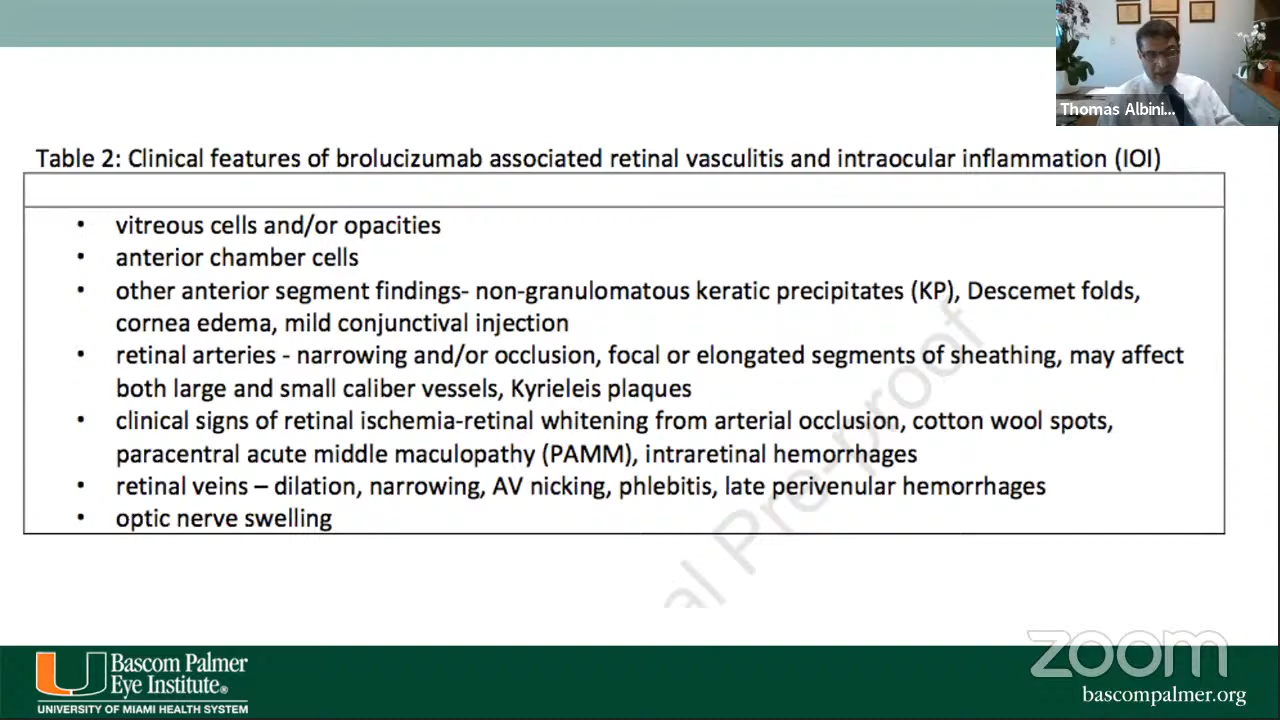 Thomas Albini...
Table 2: Clinical features of brolucizumab associated retinal vasculitis and intraocular inflammation (IOI)
• vitreous cells and/or opacities
• anterior chamber cells
• other anterior segment findings- non-granulomatous keratic precipitates (KP), Descemet folds,
cornea edema, mild conjunctival injection
• retinal arteries - narrowing and/or occlusion, focal or elongated segments of sheathing, may affect
both large and small caliber vessels, Kyrieleis plaques
• clinical signs of retinal ischemia-retinal whitening from arterial occlusion, cotton wool spots,
paracentral acute middle maculopathy (PAMM), intraretinal hemorrhages
• retinal veins – dilation, narrowing, AV nicking, phlebitis, late perivenular hemorrhages
• optic nerve swelling
al Pre-proof
zoom
Bascom Palmer
Eye Institute®
UNIVERSITY OF MIAMI HEALTH SYSTEM
bascompalmer.org